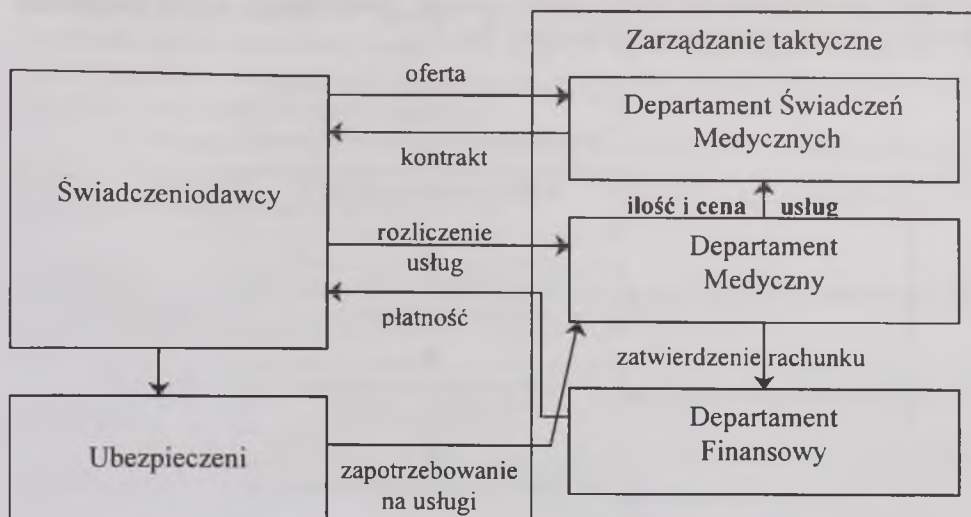 Zarządzanie taktyczne
oferta
Departament Świadczeń
Medycznych
kontrakt
Świadczeniodawcy
ilość i cena usług
rozliczenie
usług
Departament
Medyczny
płatność
zatwierdzenie rachunku
Departament
Finansowy
Ubezpieczeni
zapotrzebowanie
na usługi